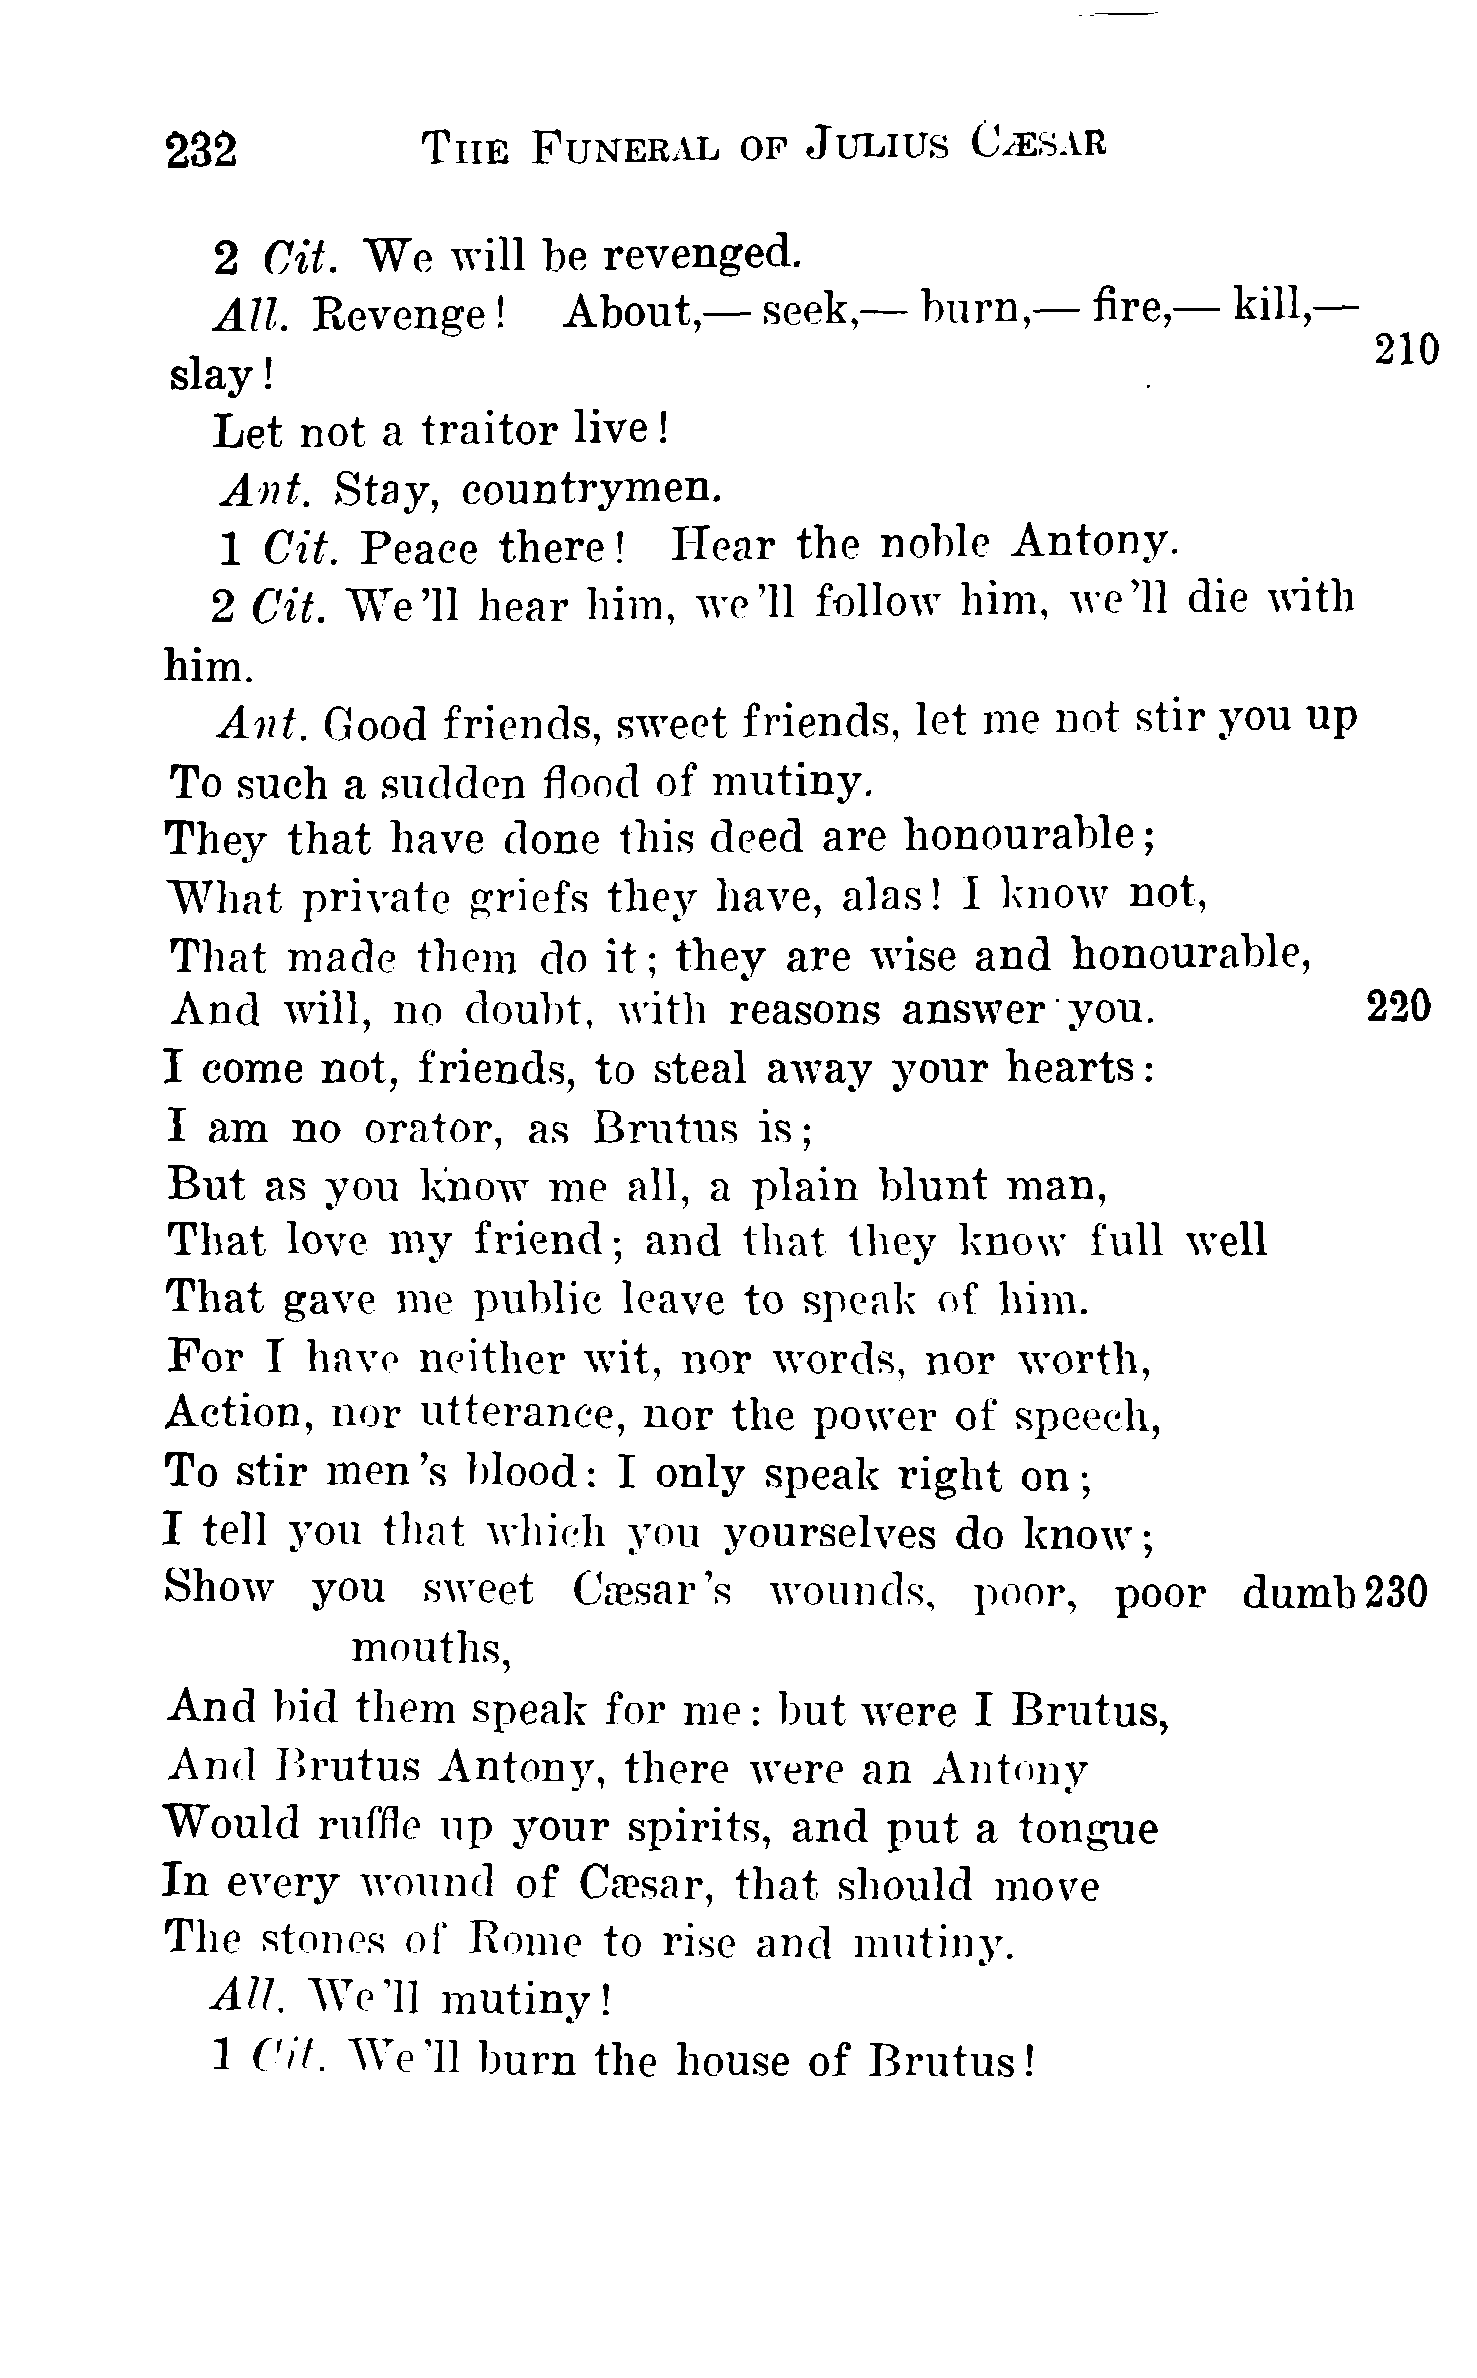 232 THE FUNERAL OF JULIUS CÆSAR
2 Cit. We will be revenged.
All. Revenge! About,— seek,— burn,— fire,— kill,—
210
slay!
Let not a traitor live!
Ant. Stay, countrymen.
1 Cit. Peace there! Hear the noble Antony.
2 Cit. We'll hear him, we'll follow him, we'll die with
him.
Ant. Good friends, sweet friends, let me not stir you up
To such a sudden flood of mutiny.
They that have done this deed are honourable;
What private griefs they have, alas! I know not,
That made them do it; they are wise and honourable,
And will, no doubt, with reasons answer you. 220
I come not, friends, to steal away your hearts:
I am no orator, as Brutus is;
But as you know me all, a plain blunt man,
That love my friend; and that they know full well
That gave me public leave to speak of him.
For I have neither wit, nor words, nor worth,
Action, nor utterance, nor the power of speech,
To stir men's blood: I only speak right on;
I tell you that which you yourselves do know;
Show you sweet Cæsar's wounds, poor, poor dumb 230
mouths,
And bid them speak for me: but were I Brutus,
And Brutus Antony, there were an Antony
Would ruffle up your spirits, and put a tongue
In every wound of Cæsar, that should move
The stones of Rome to rise and mutiny.
All. We'll mutiny!
1 Cit. We'll burn the house of Brutus!